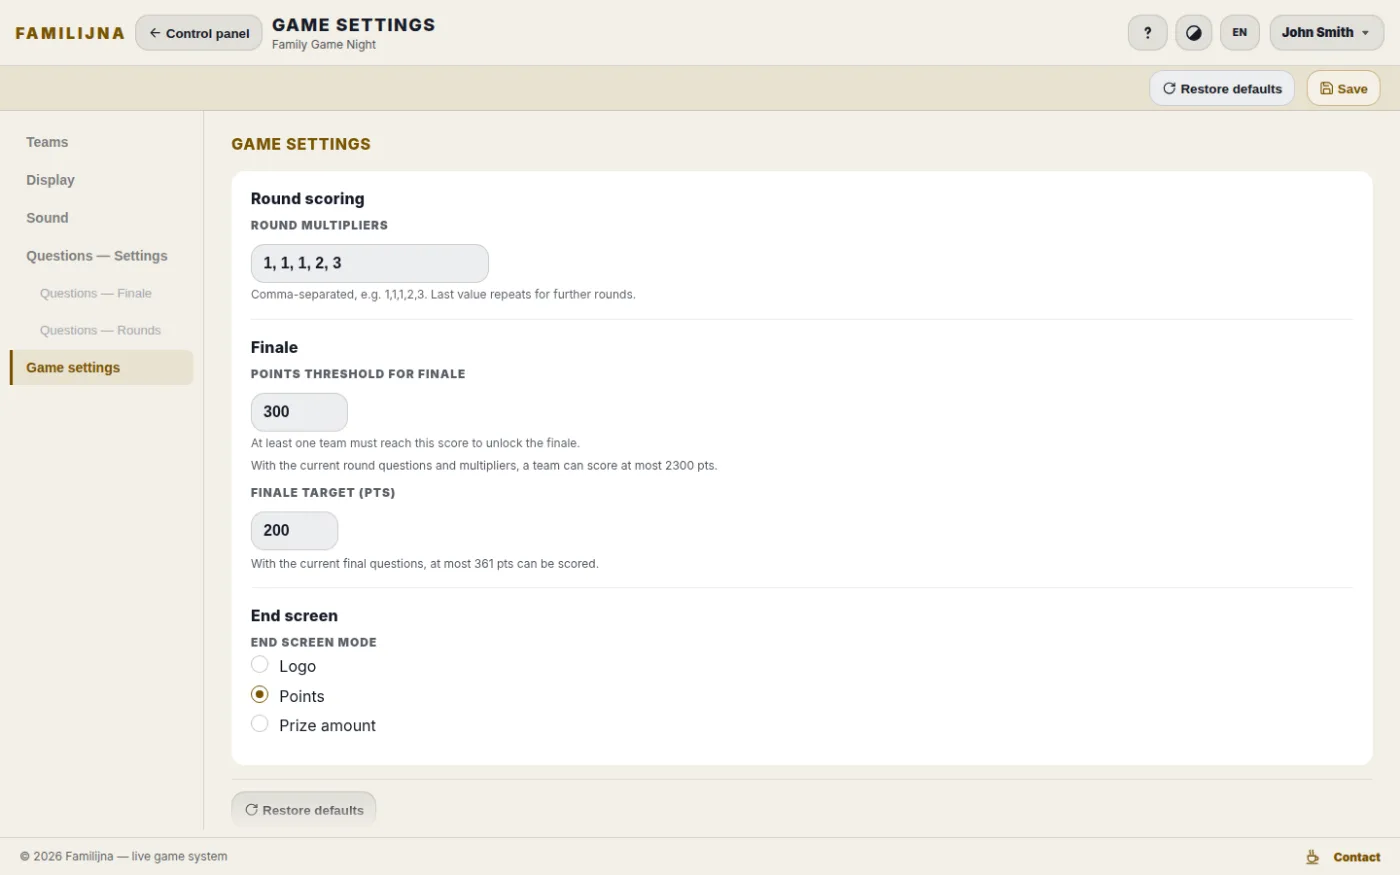 FAMILIJNA
← Control panel
GAME SETTINGS
Family Game Night
?
EN
John Smith
Restore defaults
Save
Teams
Display
Sound
Questions — Settings
Questions — Finale
Questions — Rounds
Game settings
GAME SETTINGS
Round scoring
ROUND MULTIPLIERS
1, 1, 1, 2, 3
Comma-separated, e.g. 1,1,1,2,3. Last value repeats for further rounds.
Finale
POINTS THRESHOLD FOR FINALE
300
At least one team must reach this score to unlock the finale.
With the current round questions and multipliers, a team can score at most 2300 pts.
FINALE TARGET (PTS)
200
With the current final questions, at most 361 pts can be scored.
End screen
END SCREEN MODE
Logo
Points
Prize amount
Restore defaults
© 2026 Familijna — live game system
Contact